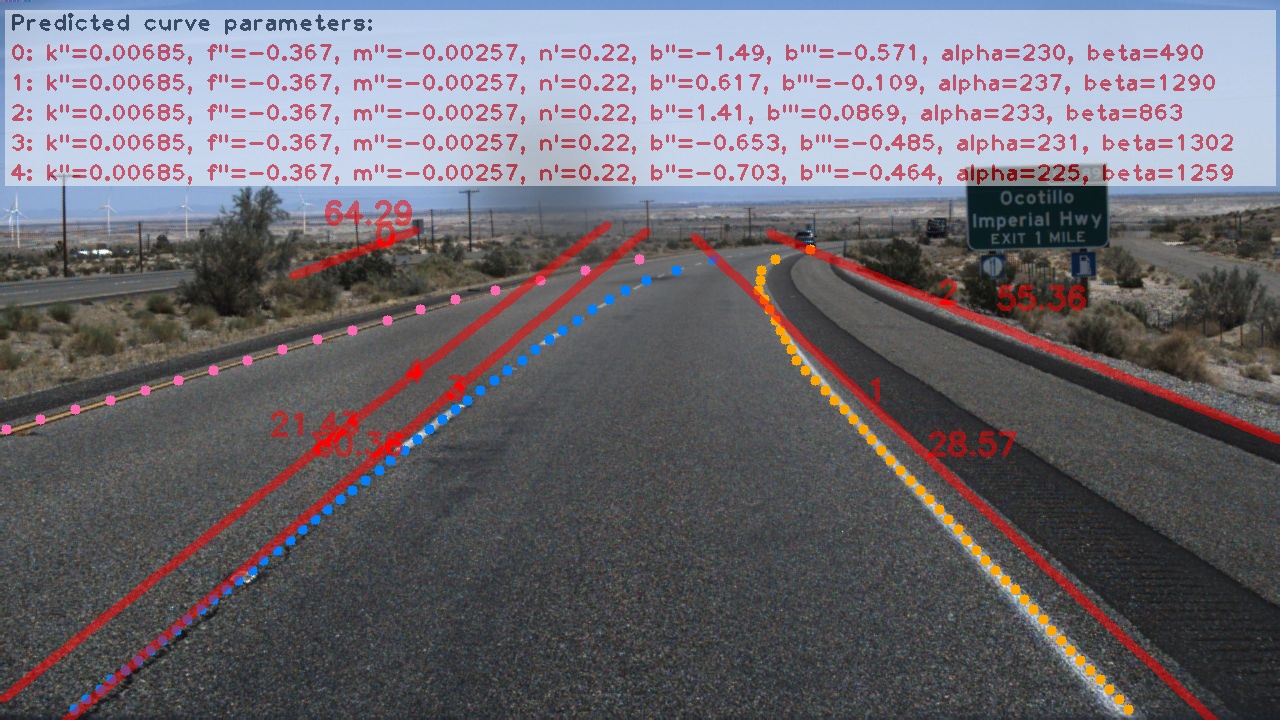 Predicted curve parameters:
0: k''=0.00685, f''=-0.367, m''=-0.00257, n'=0.22, b''=-1.49, b'''=-0.571, alpha=230, beta=490
1: k''=0.00685, f''=-0.367, m''=-0.00257, n'=0.22, b''=0.617, b'''=-0.109, alpha=237, beta=1290
2: k''=0.00685, f''=-0.367, m''=-0.00257, n'=0.22, b''=1.41, b'''=0.0869, alpha=233, beta=863
3: k''=0.00685, f''=-0.367, m''=-0.00257, n'=0.22, b''=-0.653, b'''=-0.485, alpha=231, beta=1302
4: k''=0.00685, f''=-0.367, m''=-0.00257, n'=0.22, b''=-0.703, b'''=-0.464, alpha=225, beta=1259
Ocotillo
Imperial Hwy
EXIT 1 MILE
64.29
0
2
55.36
4
3
1
28.57